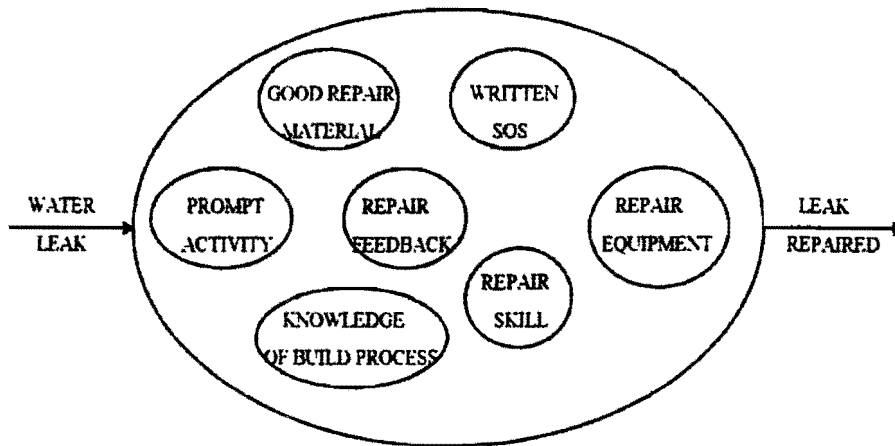 GOOD REPAIR
MATERIAL
WRITTEN
SOS
WATER
LEAK
PROMPT
ACTIVITY
REPAIR
FEEDBACK
REPAIR
EQUIPMENT
LEAK
REPAIRED
REPAIR
SKILL
KNOWLEDGE
OF BUILD PROCESS